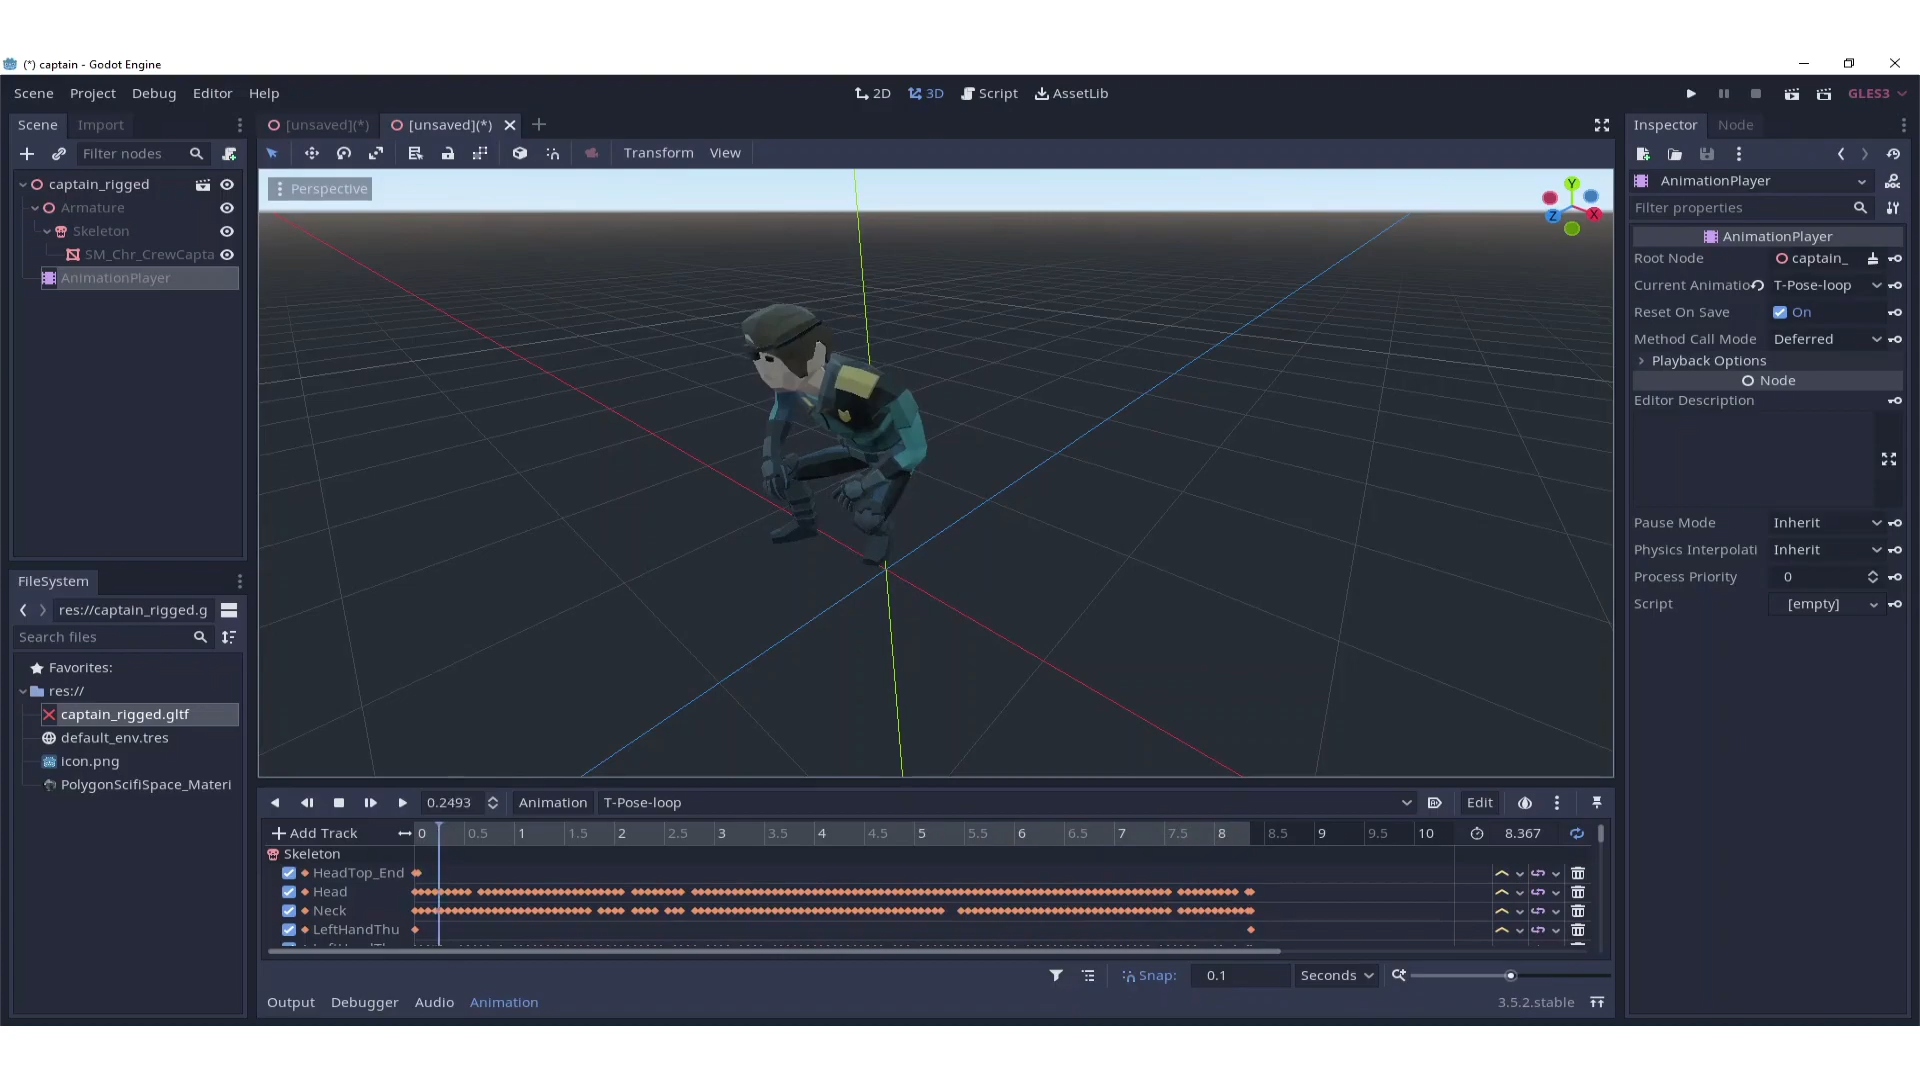 (*) captain - Godot Engine
Scene Project Debug Editor Help
2D 3D Script AssetLib
GLES3
Scene Import
Filter nodes
captain_rigged
Armature
Skeleton
SM_Chr_CrewCapta
AnimationPlayer
FileSystem
res://captain_rigged.g
Search files
Favorites:
res://
captain_rigged.gltf
default_env.tres
icon.png
PolygonScifiSpace_Materi
[unsaved](*) [unsaved](*)
Transform View
Perspective
Y
Z
X
0.2493 Animation T-Pose-loop Edit
Add Track 0 0.5 1 1.5 2 2.5 3 3.5 4 4.5 5 5.5 6 6.5 7 7.5 8 8.5 9 9.5 10 8.367
Skeleton
HeadTop_End
Head
Neck
LeftHandThu
Snap: 0.1 Seconds
Output Debugger Audio Animation 3.5.2.stable
Inspector Node
AnimationPlayer
DOC
Filter properties
AnimationPlayer
Root Node captain_
Current Animatio T-Pose-loop
Reset On Save On
Method Call Mode Deferred
Playback Options
Node
Editor Description
Pause Mode Inherit
Physics Interpolati Inherit
Process Priority 0
Script [empty]